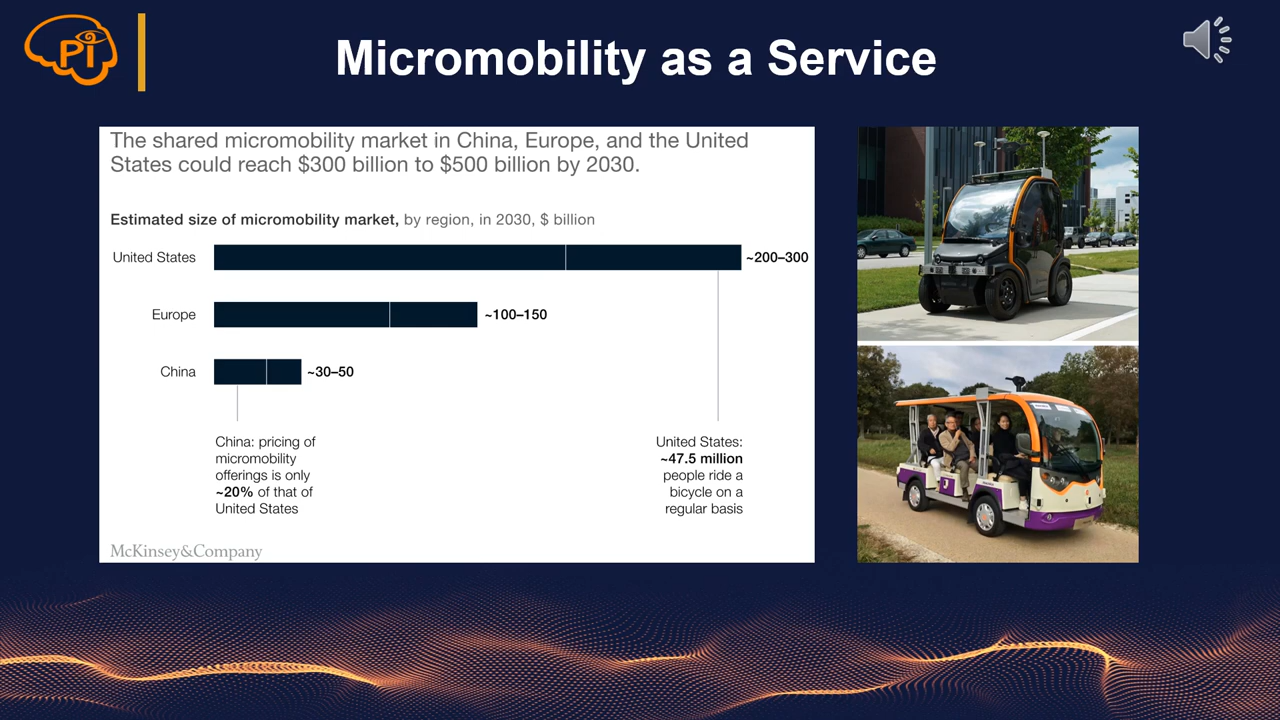 PI
Micromobility as a Service
The shared micromobility market in China, Europe, and the United
States could reach $300 billion to $500 billion by 2030.
Estimated size of micromobility market, by region, in 2030, $ billion
United States
~200–300
Europe
~100–150
China
~30–50
China: pricing of
micromobility
offerings is only
~20% of that of
United States
United States:
~47.5 million
people ride a
bicycle on a
regular basis
McKinsey&Company